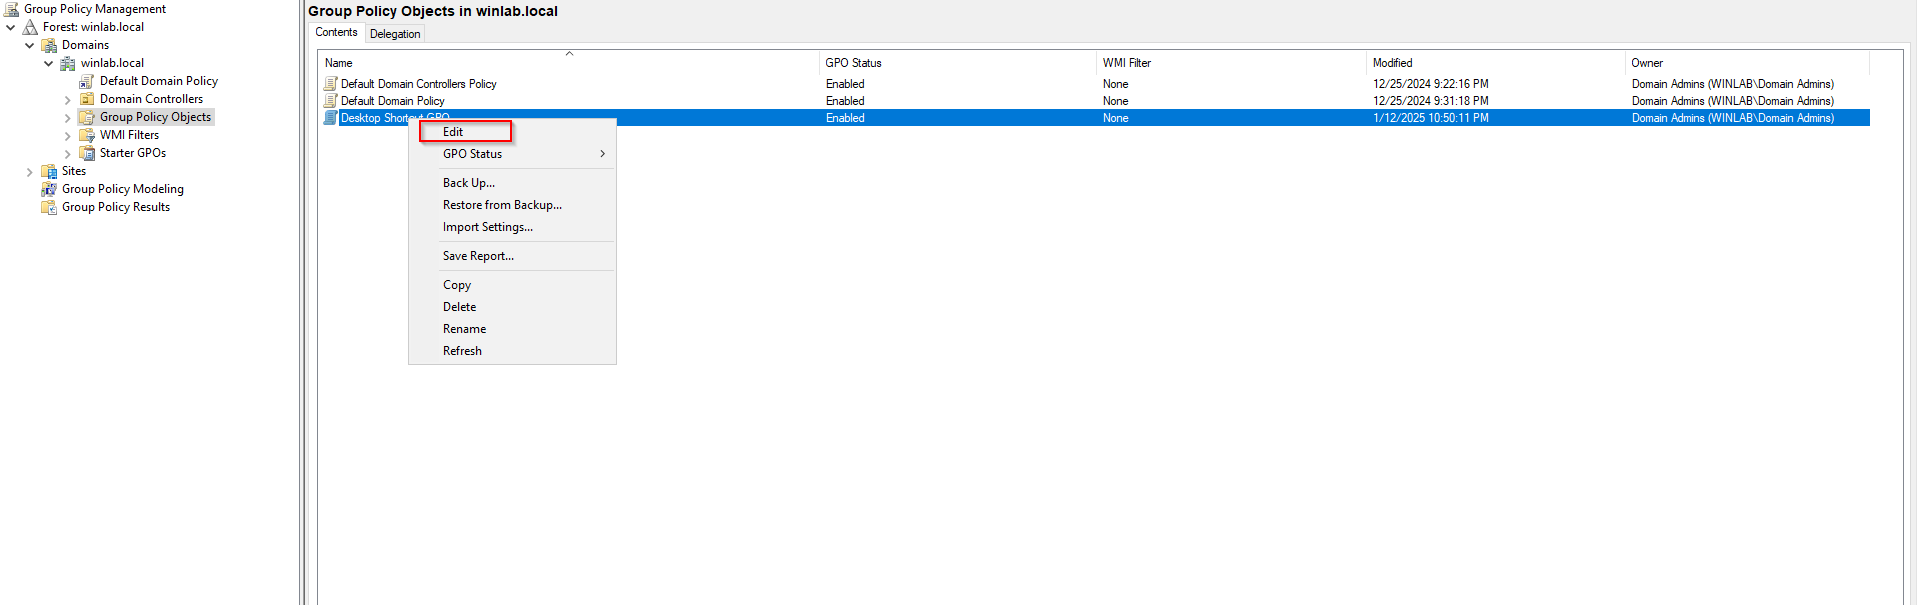 Group Policy Management
Forest: winlab.local
Domains
winlab.local
Default Domain Policy
Domain Controllers
Group Policy Objects
WMI Filters
Starter GPOs
Sites
Group Policy Modeling
Group Policy Results
Group Policy Objects in winlab.local
Contents Delegation
Name GPO Status WMI Filter Modified Owner
Default Domain Controllers Policy Enabled None 12/25/2024 9:22:16 PM Domain Admins (WINLAB\Domain Admins)
Default Domain Policy Enabled None 12/25/2024 9:31:18 PM Domain Admins (WINLAB\Domain Admins)
Desktop Shortcut GPO Enabled None 1/12/2025 10:50:11 PM Domain Admins (WINLAB\Domain Admins)
Edit
GPO Status
Back Up...
Restore from Backup...
Import Settings...
Save Report...
Copy
Delete
Rename
Refresh